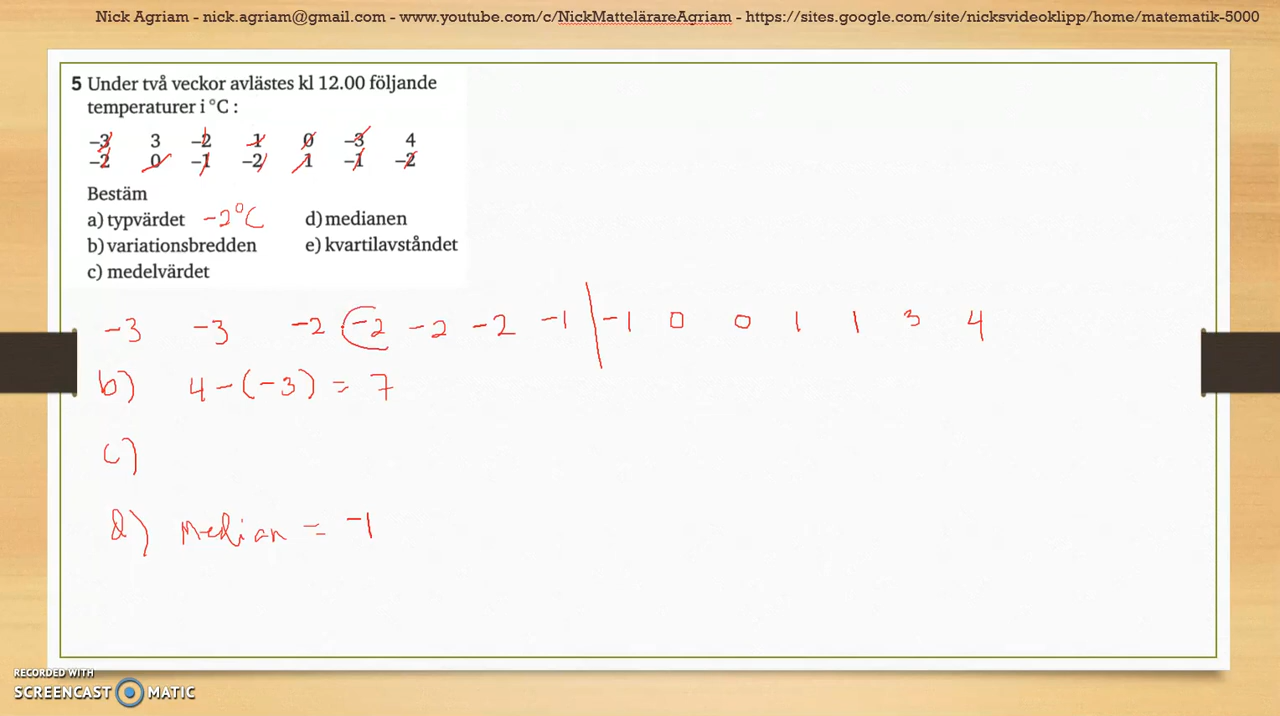 Nick Agriam - nick.agriam@gmail.com - www.youtube.com/c/NickMattelärareAgriam - https://sites.google.com/site/nicksvideoklipp/home/matematik-5000
5 Under två veckor avlästes kl 12.00 följande
temperaturer i °C :
–3 3 –2 –1 0 –3 4
–2 0 –1 –2 1 –1 –2
Bestäm
a) typvärdet -2°C d) medianen
b) variationsbredden e) kvartilavståndet
c) medelvärdet
-3 -3 -2 -2 -2 -2 -1 | -1 0 0 1 1 3 4
b) 4-(-3) = 7
c)
d) Median = -1
RECORDED WITH
SCREENCAST MATIC